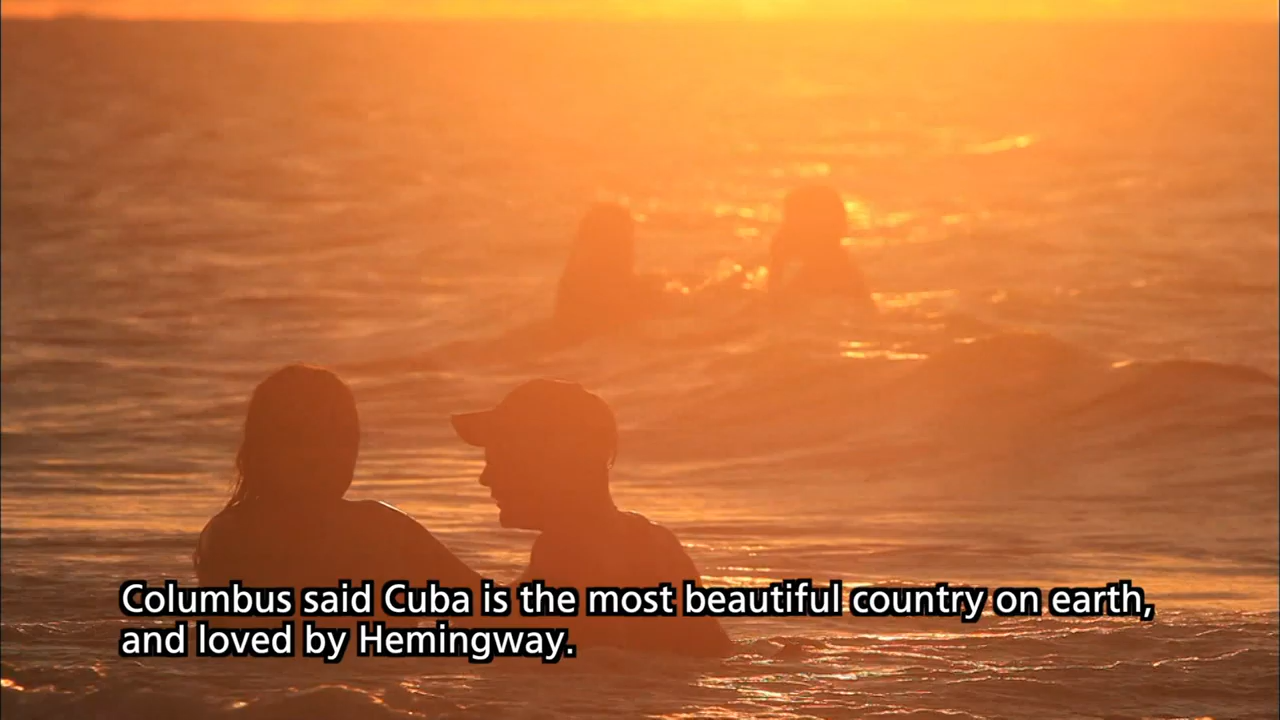 Columbus said Cuba is the most beautiful country on earth,
and loved by Hemingway.